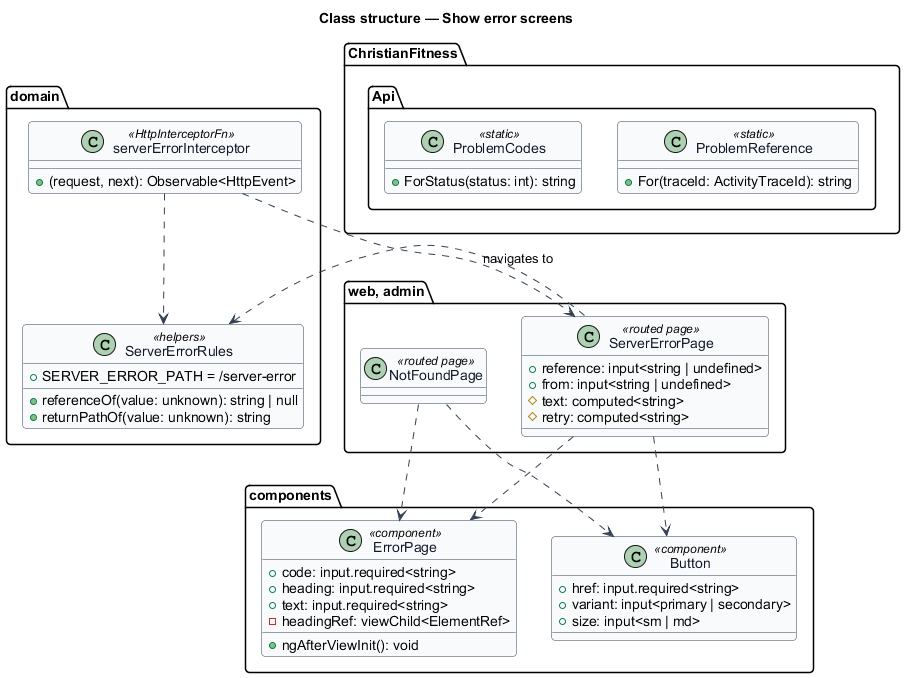 Class structure — Show error screens
ChristianFitness
domain
Api
«HttpInterceptorFn»
serverErrorInterceptor
(request, next): Observable<HttpEvent>
C
«static»
ProblemCodes
ForStatus(status: int): string
C
«static»
ProblemReference
For(traceId: ActivityTraceId): string
C
navigates to
web, admin
C
«helpers»
ServerErrorRules
SERVER_ERROR_PATH = /server-error
referenceOf(value: unknown): string | null
returnPathOf(value: unknown): string
C
«routed page»
NotFoundPage
C
«routed page»
ServerErrorPage
reference: input<string | undefined>
from: input<string | undefined>
text: computed<string>
retry: computed<string>
components
C
«component»
ErrorPage
code: input.required<string>
heading: input.required<string>
text: input.required<string>
headingRef: viewChild<ElementRef>
ngAfterViewInit(): void
C
«component»
Button
href: input.required<string>
variant: input<primary | secondary>
size: input<sm | md>
C